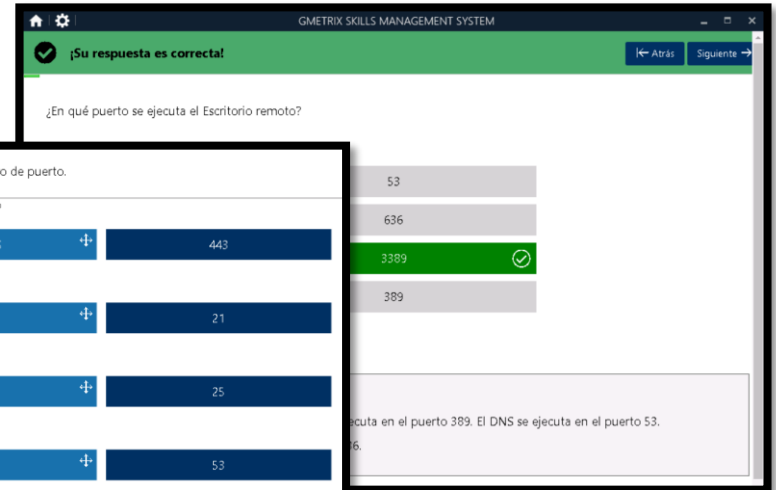 GMETRIX SKILLS MANAGEMENT SYSTEM
¡Su respuesta es correcta!
Atrás
Siguiente
¿En qué puerto se ejecuta el Escritorio remoto?
53
636
3389
389
en el puerto 389. El DNS se ejecuta en el puerto 53.
de puerto.
443
21
25
53